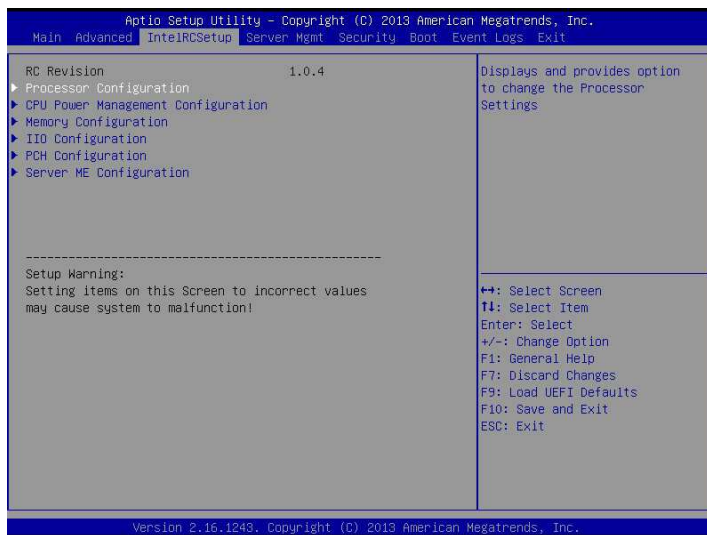 Aptio Setup Utility – Copyright (C) 2013 American Megatrends, Inc.
Main Advanced IntelRCSetup Server Mgmt Security Boot Event Logs Exit
RC Revision 1.0.4
Processor Configuration
CPU Power Management Configuration
Memory Configuration
IIO Configuration
PCH Configuration
Server ME Configuration
------------------------------------------------
Setup Warning:
Setting items on this Screen to incorrect values
may cause system to malfunction!
Displays and provides option
to change the Processor
Settings
↔: Select Screen
↑↓: Select Item
Enter: Select
+/-: Change Option
F1: General Help
F7: Discard Changes
F9: Load UEFI Defaults
F10: Save and Exit
ESC: Exit
Version 2.16.1243. Copyright (C) 2013 American Megatrends, Inc.